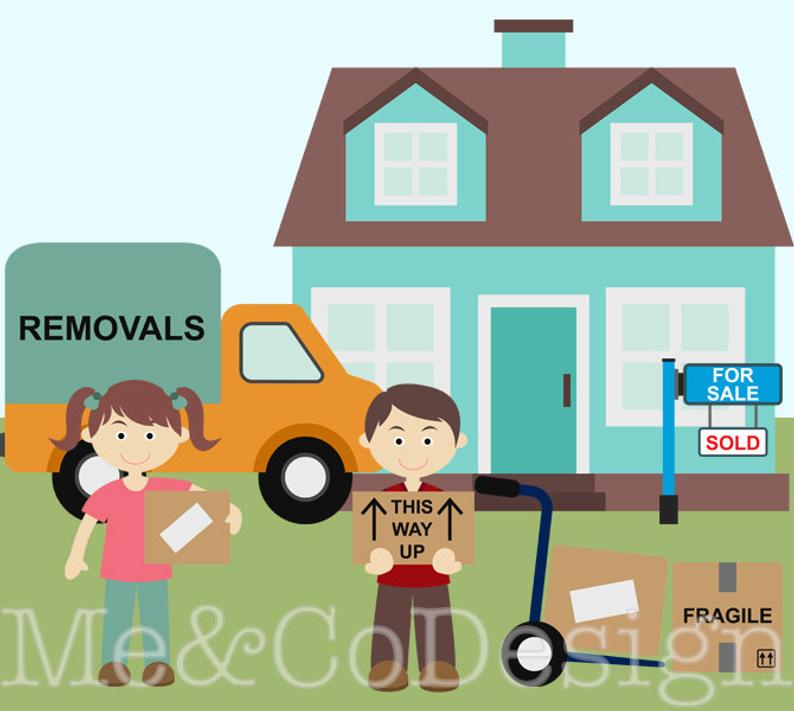 REMOVALS
FOR
SALE
SOLD
THIS
WAY
UP
FRAGILE
Me&CoDesign